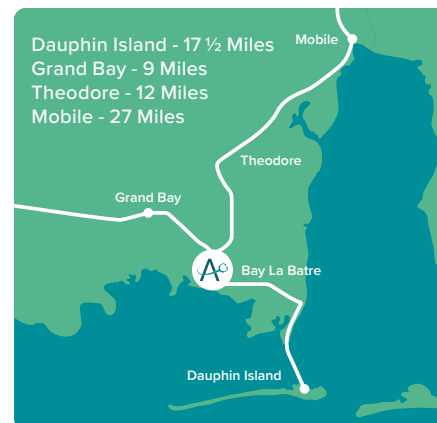 Dauphin Island - 17 ½ Miles
Grand Bay - 9 Miles
Theodore - 12 Miles
Mobile - 27 Miles
Mobile
Theodore
Grand Bay
A
Bay La Batre
Dauphin Island